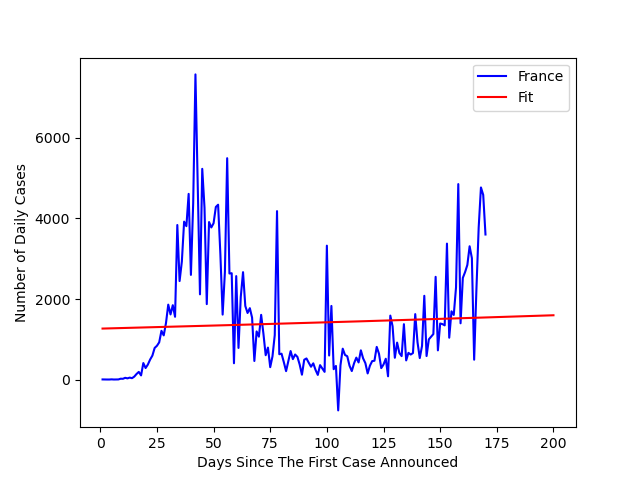 France
Fit
Number of Daily Cases
6000
4000
2000
0
0 25 50 75 100 125 150 175 200
Days Since The First Case Announced